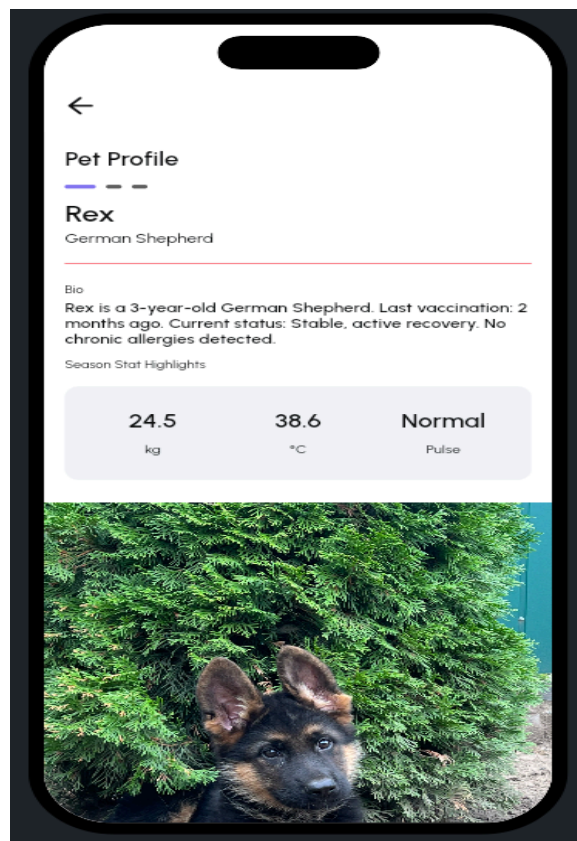 Pet Profile
Rex
German Shepherd
Bio
Rex is a 3-year-old German Shepherd. Last vaccination: 2
months ago. Current status: Stable, active recovery. No
chronic allergies detected.
Season Stat Highlights
24.5 38.6 Normal
kg °C Pulse